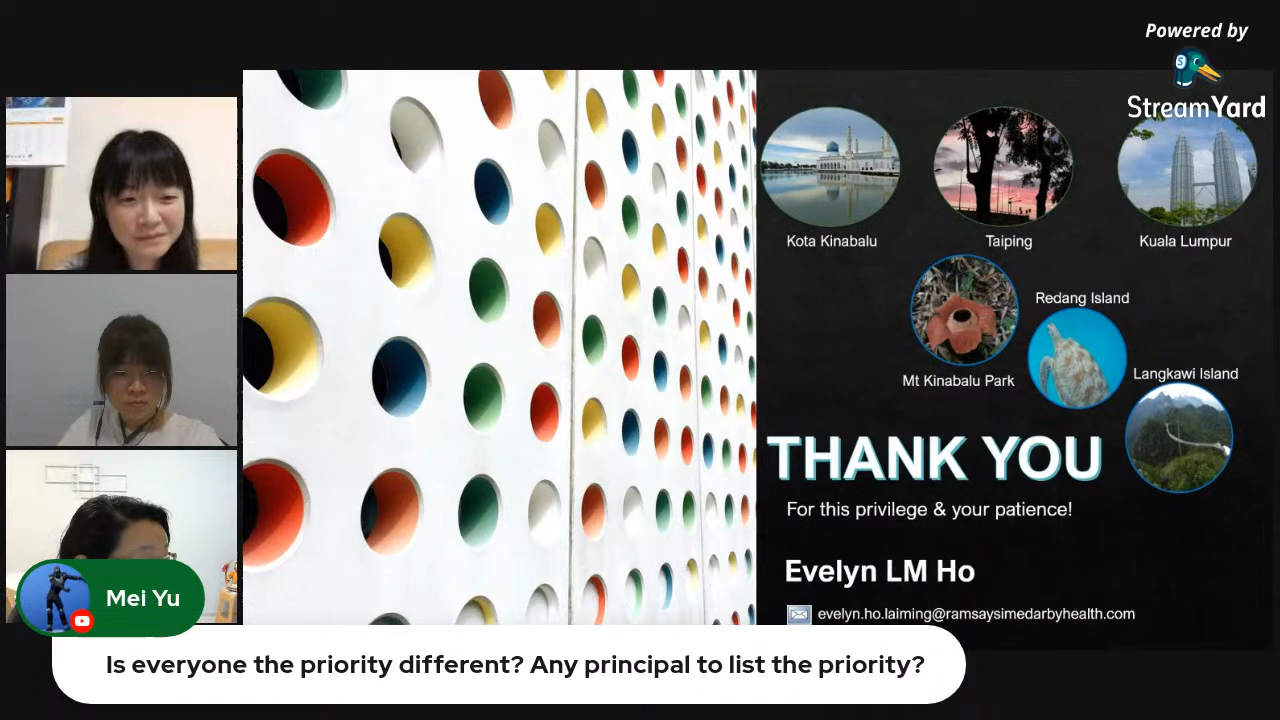 Powered by
StreamYard
Kota Kinabalu
Taiping
Kuala Lumpur
Redang Island
Mt Kinabalu Park
Langkawi Island
THANK YOU
For this privilege & your patience!
Evelyn LM Ho
evelyn.ho.laiming@ramsaysimedarbyhealth.com
Mei Yu
Is everyone the priority different? Any principal to list the priority?